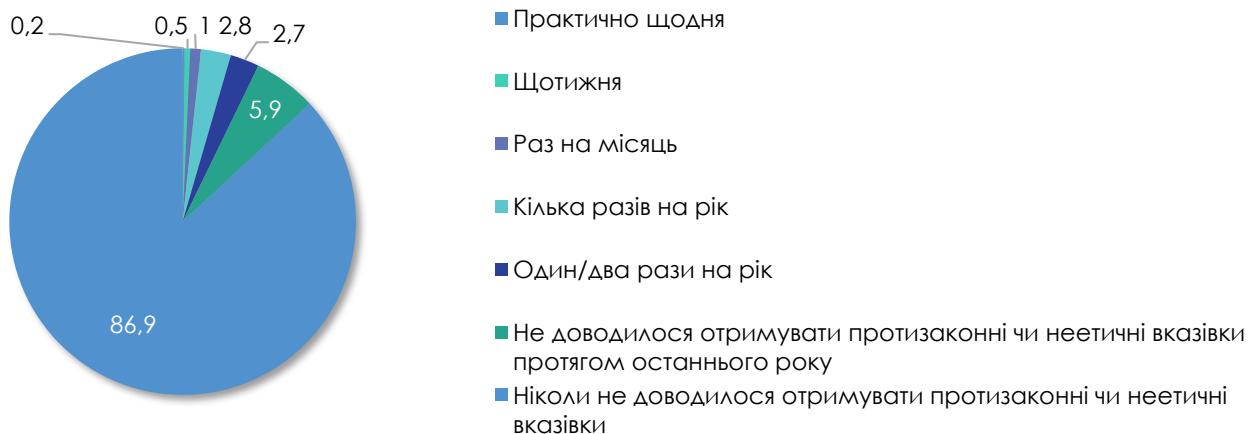 0,2
0,5
1
2,8
2,7
5,9
86,9
Практично щодня
Щотижня
Раз на місяць
Кілька разів на рік
Один/два рази на рік
Не доводилося отримувати протизаконні чи неетичні вказівки
протягом останнього року
Ніколи не доводилося отримувати протизаконні чи неетичні
вказівки